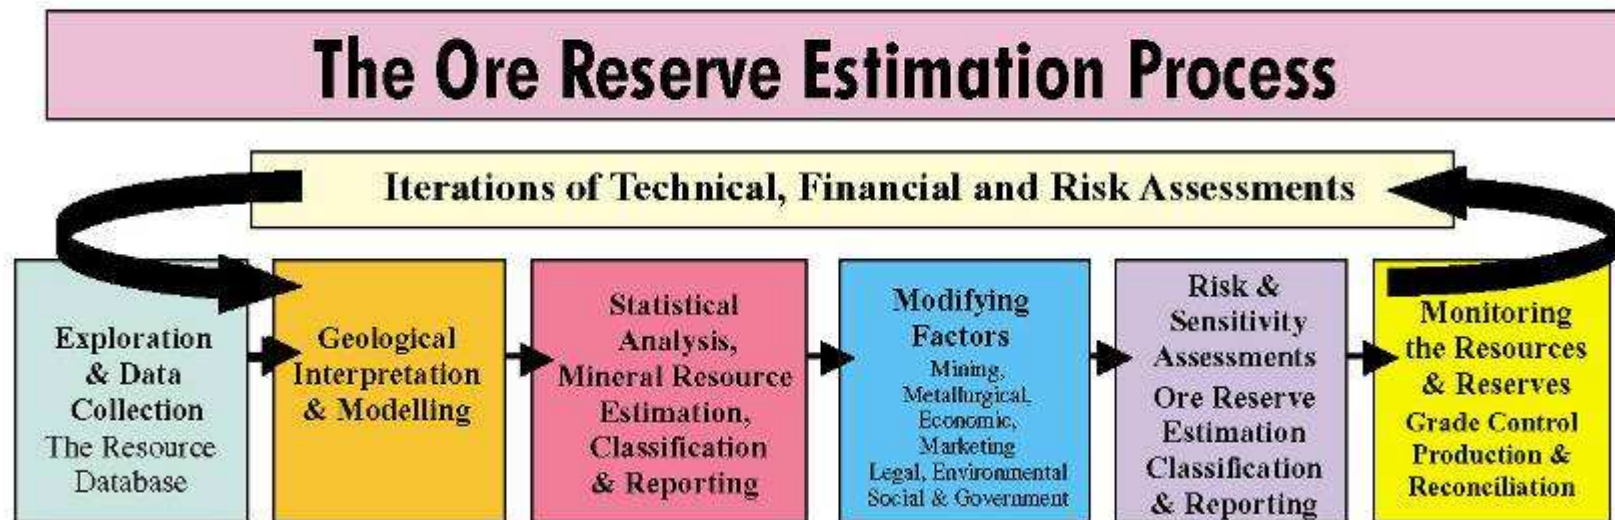 The Ore Reserve Estimation Process
Iterations of Technical, Financial and Risk Assessments
Exploration
& Data
Collection
The Resource
Database
Geological
Interpretation
& Modelling
Statistical
Analysis,
Mineral Resource
Estimation,
Classification
& Reporting
Modifying
Factors
Mining,
Metallurgical,
Economic,
Marketing
Legal, Environmental
Social & Government
Risk &
Sensitivity
Assessments
Ore Reserve
Estimation
Classification
& Reporting
Monitoring
the Resources
& Reserves
Grade Control
Production &
Reconciliation